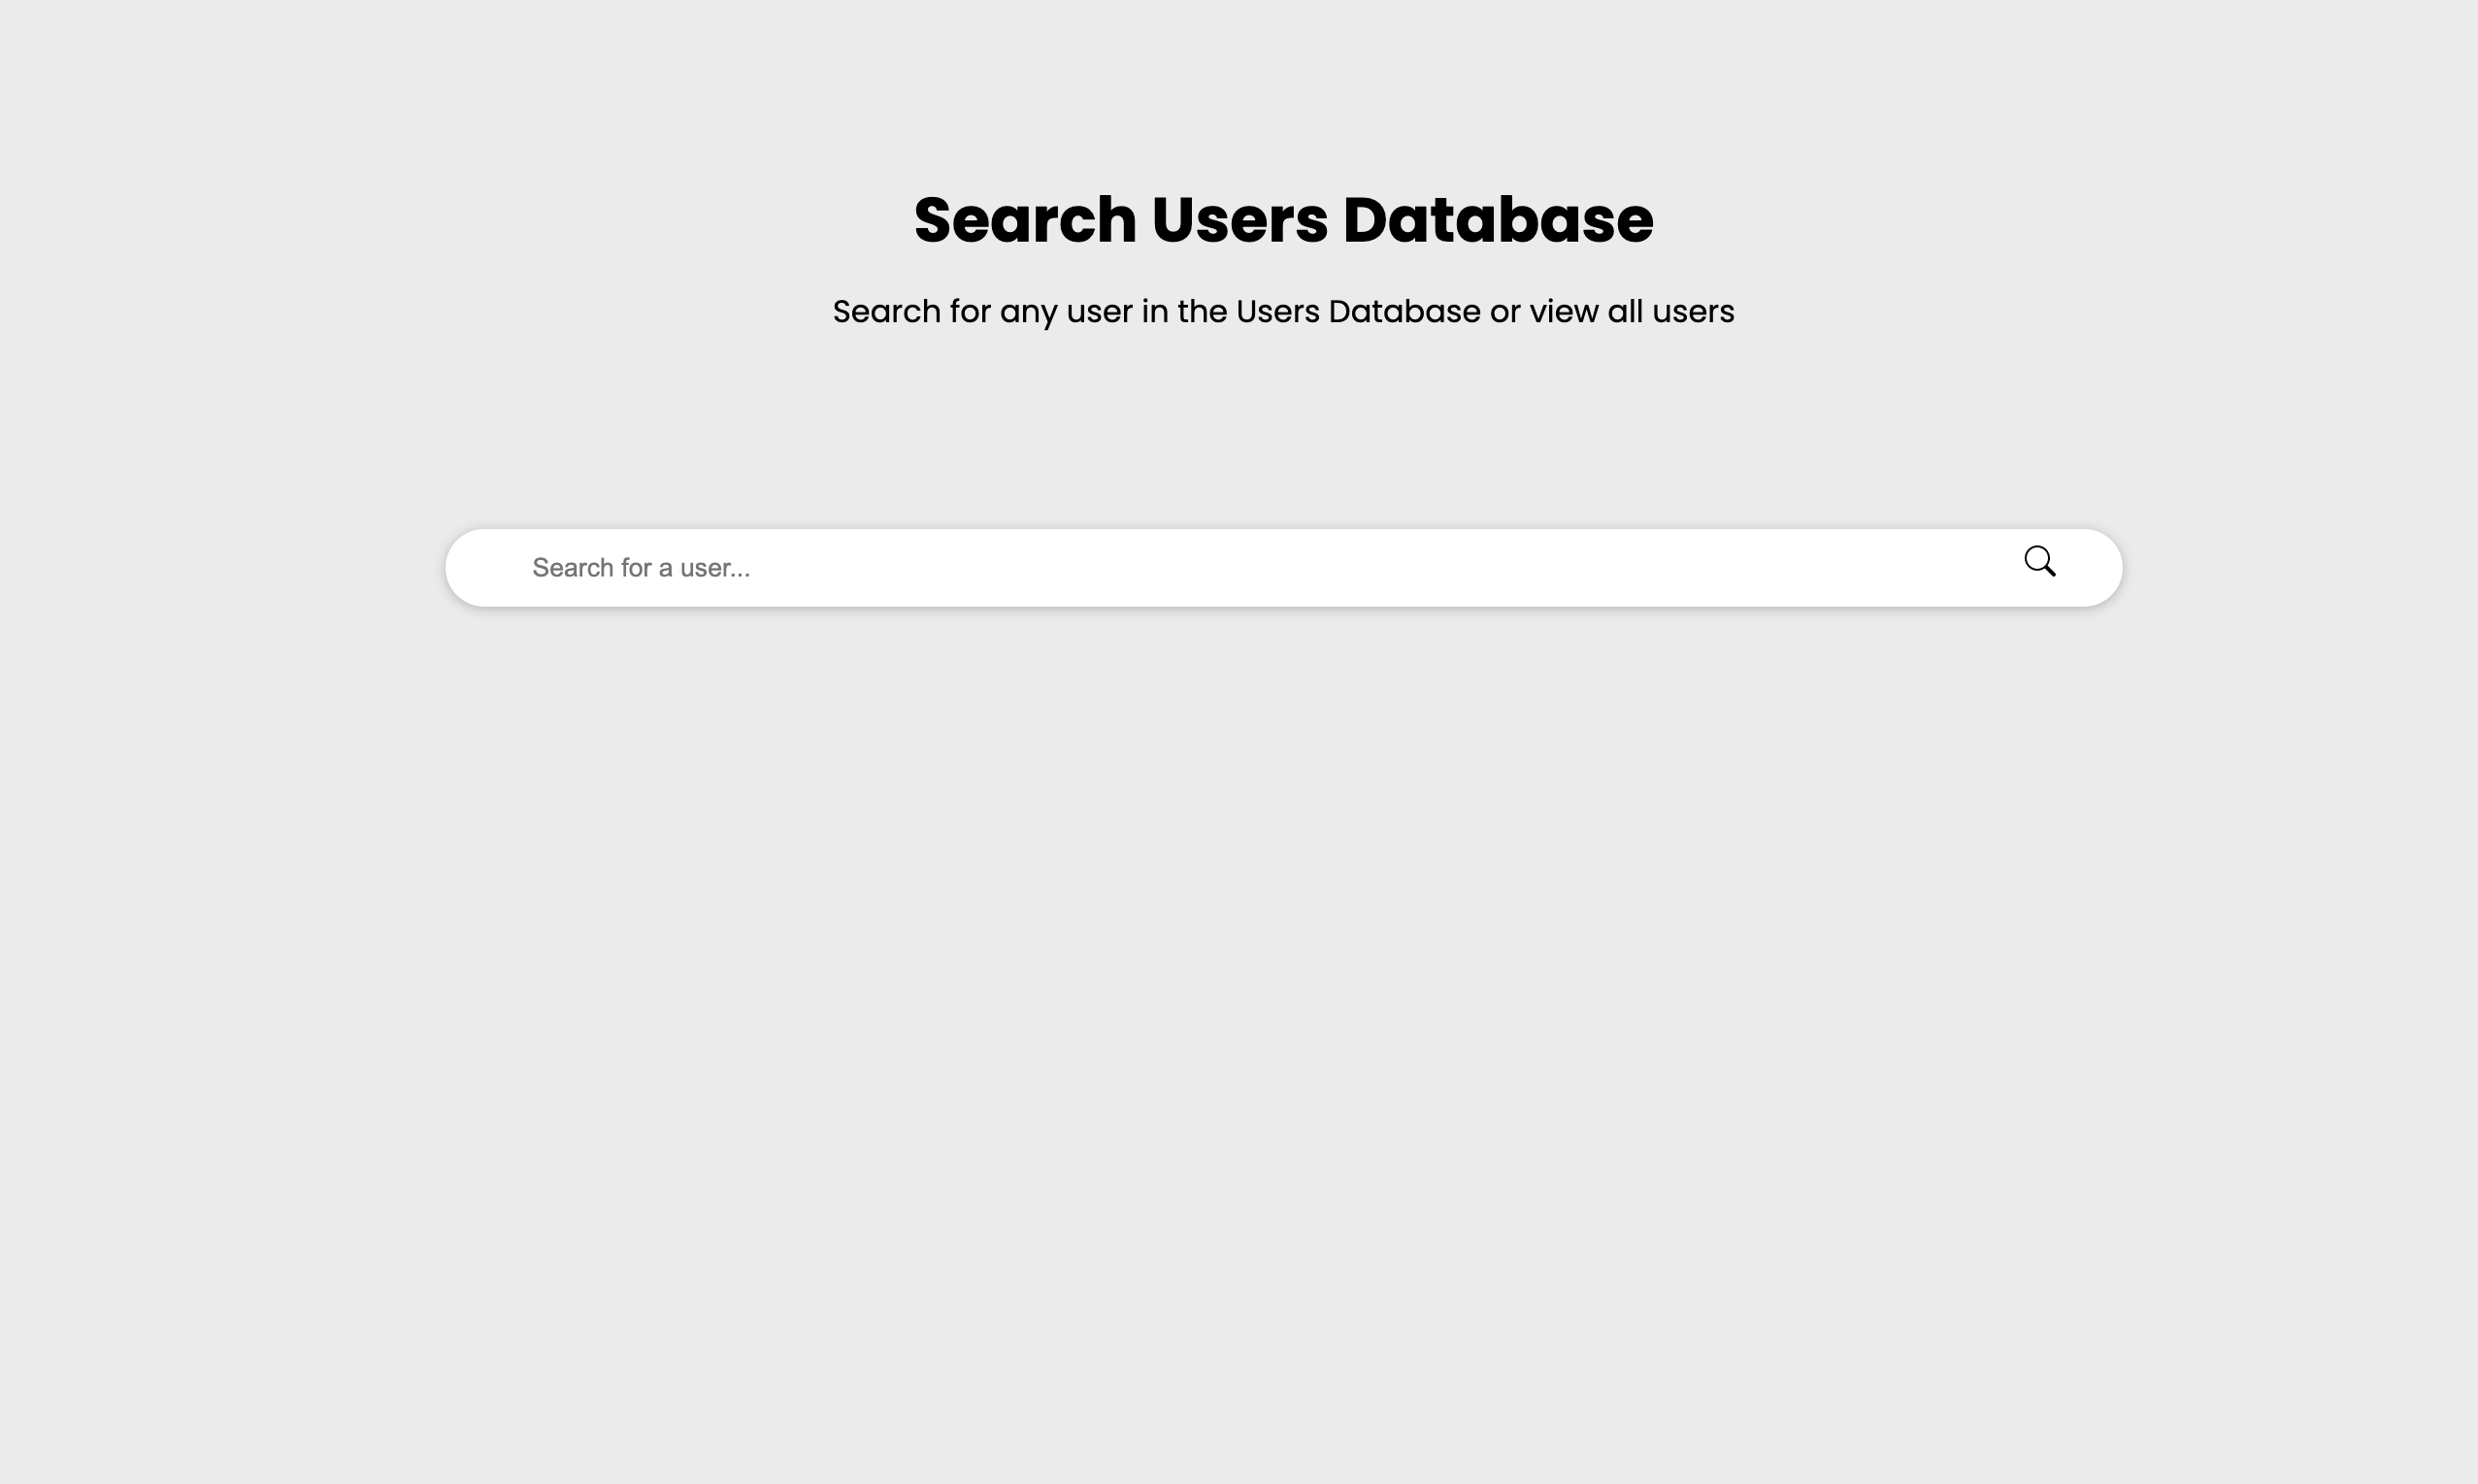 Search Users Database
Search for any user in the Users Database or view all users
Search for a user...